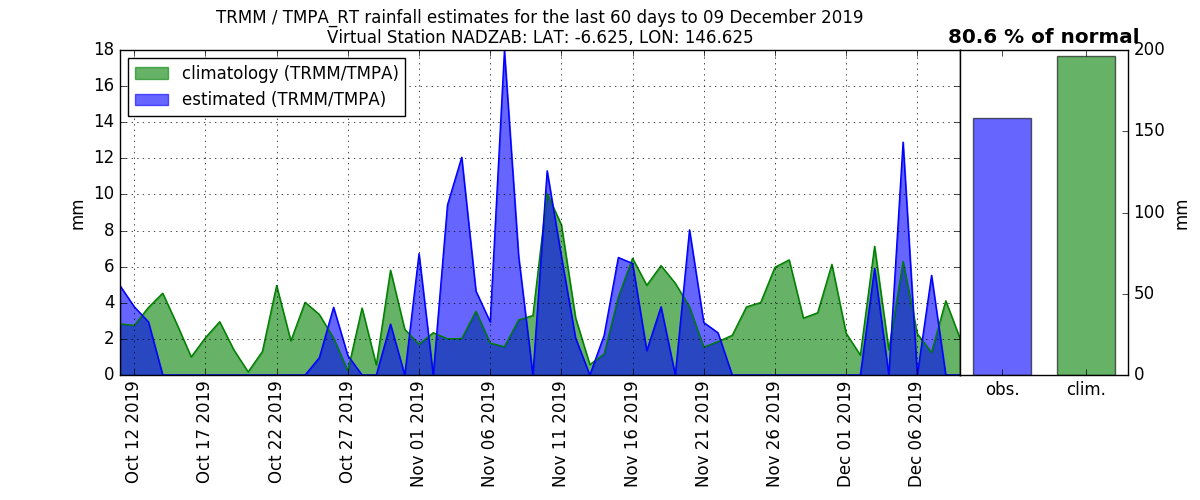 TRMM / TMPA_RT rainfall estimates for the last 60 days to 09 December 2019
Virtual Station NADZAB: LAT: -6.625, LON: 146.625
80.6 % of normal
climatology (TRMM/TMPA)
estimated (TRMM/TMPA)
18
16
14
12
10
8
6
4
2
0
mm
Oct 12 2019
Oct 17 2019
Oct 22 2019
Oct 27 2019
Nov 01 2019
Nov 06 2019
Nov 11 2019
Nov 16 2019
Nov 21 2019
Nov 26 2019
Dec 01 2019
Dec 06 2019
obs.
clim.
200
150
100
50
0
mm